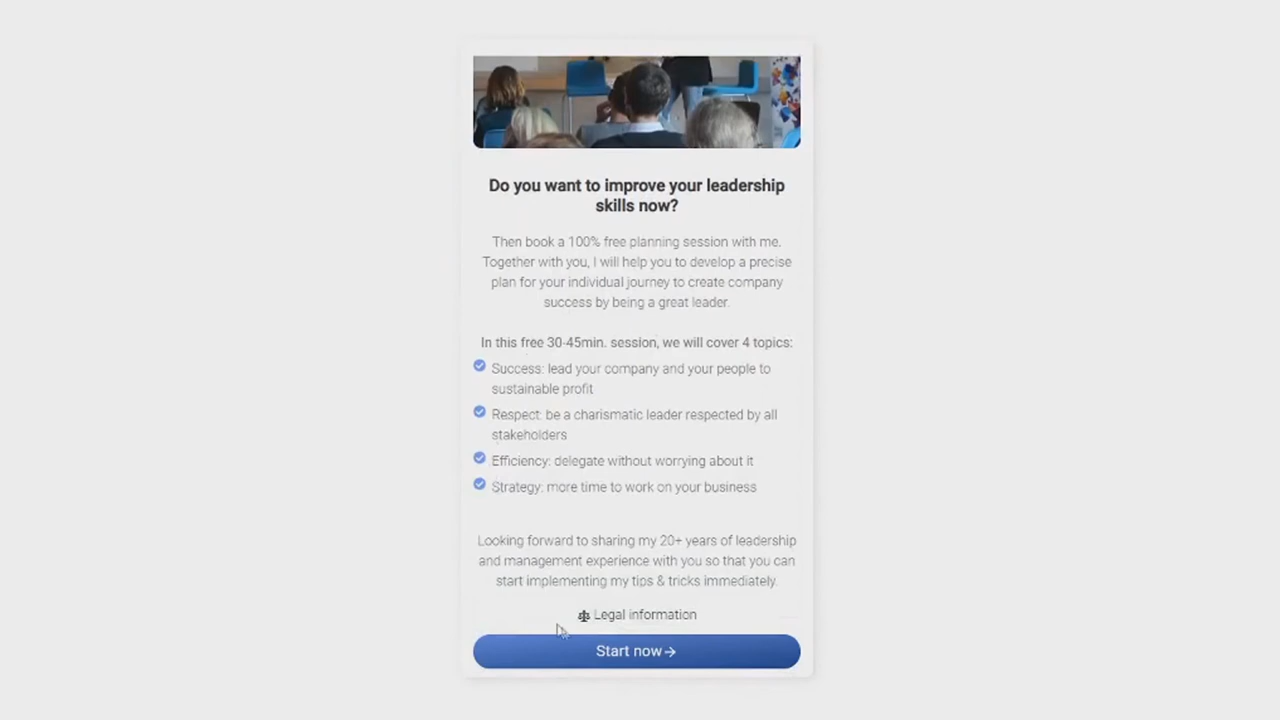 Do you want to improve your leadership
skills now?
Then book a 100% free planning session with me.
Together with you, I will help you to develop a precise
plan for your individual journey to create company
success by being a great leader.
In this free 30-45min. session, we will cover 4 topics:
Success: lead your company and your people to
sustainable profit
Respect: be a charismatic leader respected by all
stakeholders
Efficiency: delegate without worrying about it
Strategy: more time to work on your business
Looking forward to sharing my 20+ years of leadership
and management experience with you so that you can
start implementing my tips & tricks immediately.
Legal information
Start now→